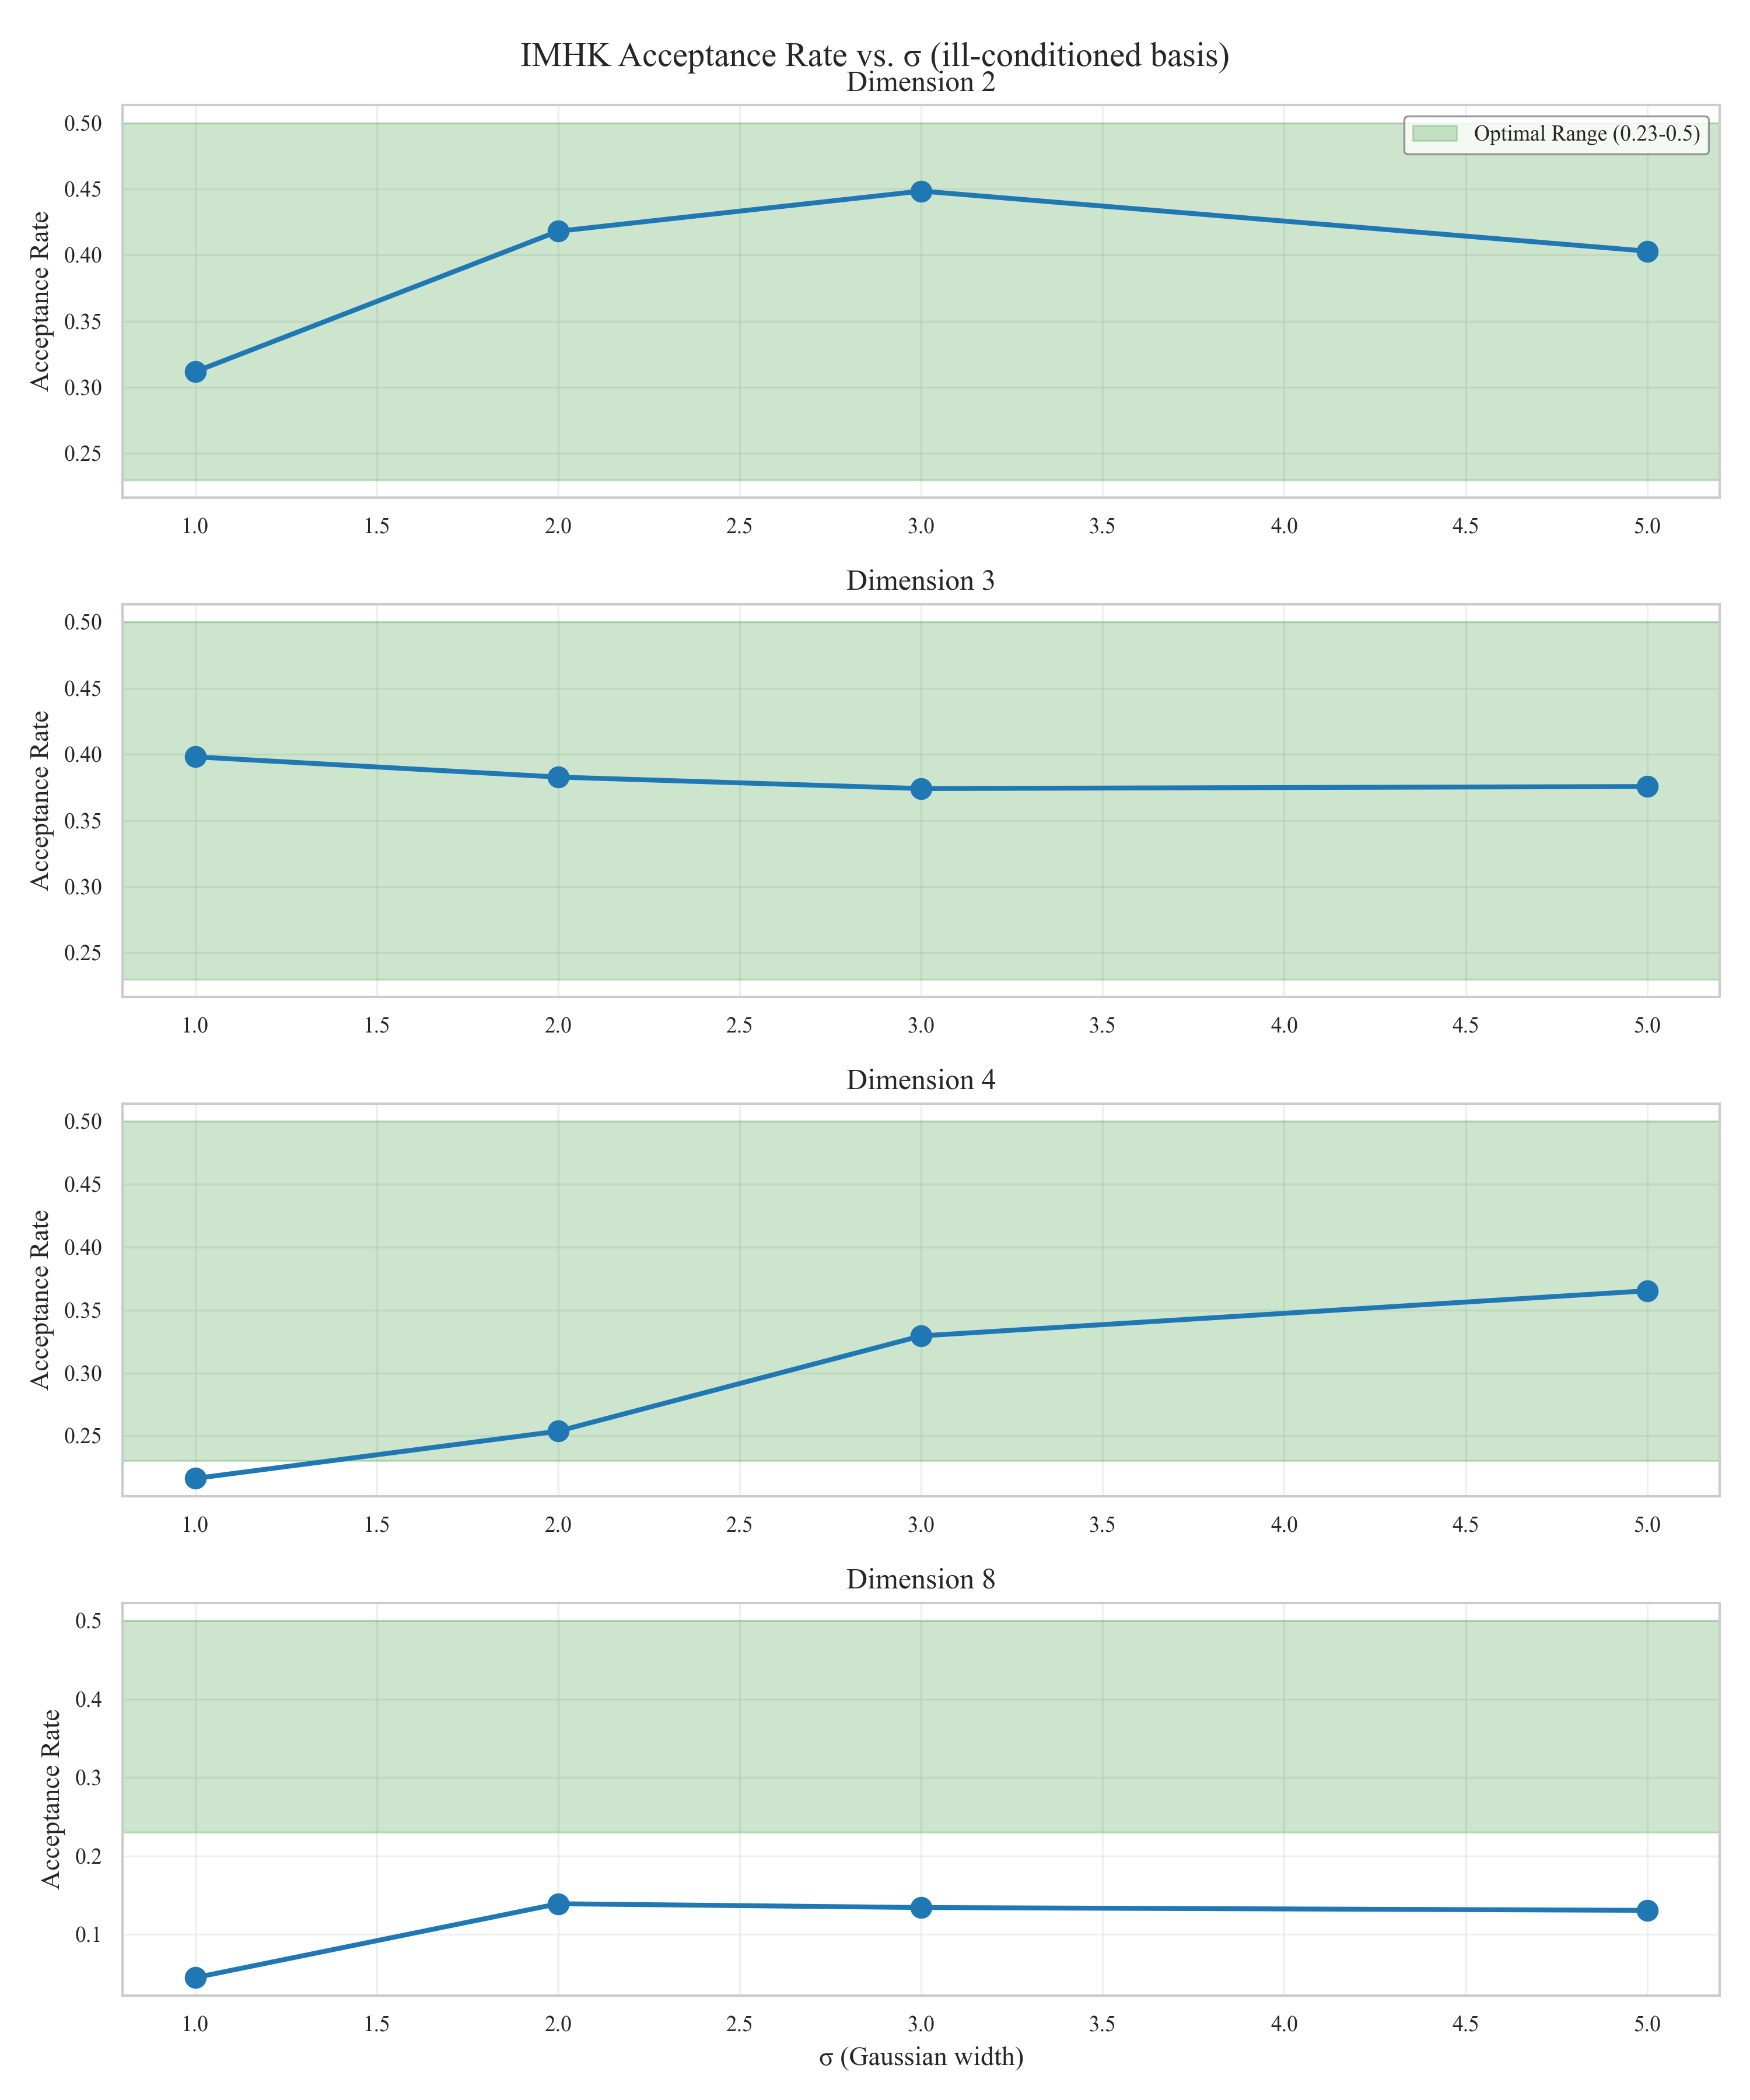 IMHK Acceptance Rate vs. σ (ill-conditioned basis)
Dimension 2
Optimal Range (0.23-0.5)
Acceptance Rate
0.50
0.45
0.40
0.35
0.30
0.25
1.0 1.5 2.0 2.5 3.0 3.5 4.0 4.5 5.0
Dimension 3
Acceptance Rate
0.50
0.45
0.40
0.35
0.30
0.25
1.0 1.5 2.0 2.5 3.0 3.5 4.0 4.5 5.0
Dimension 4
Acceptance Rate
0.50
0.45
0.40
0.35
0.30
0.25
1.0 1.5 2.0 2.5 3.0 3.5 4.0 4.5 5.0
Dimension 8
Acceptance Rate
0.5
0.4
0.3
0.2
0.1
1.0 1.5 2.0 2.5 3.0 3.5 4.0 4.5 5.0
σ (Gaussian width)